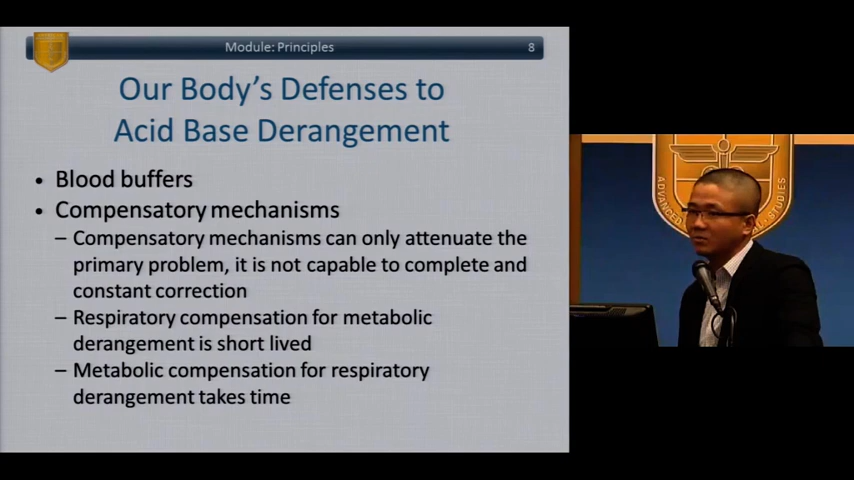 Module: Principles
8
Our Body's Defenses to
Acid Base Derangement
• Blood buffers
• Compensatory mechanisms
– Compensatory mechanisms can only attenuate the
primary problem, it is not capable to complete and
constant correction
– Respiratory compensation for metabolic
derangement is short lived
– Metabolic compensation for respiratory
derangement takes time
ADVANCED
STUDIES